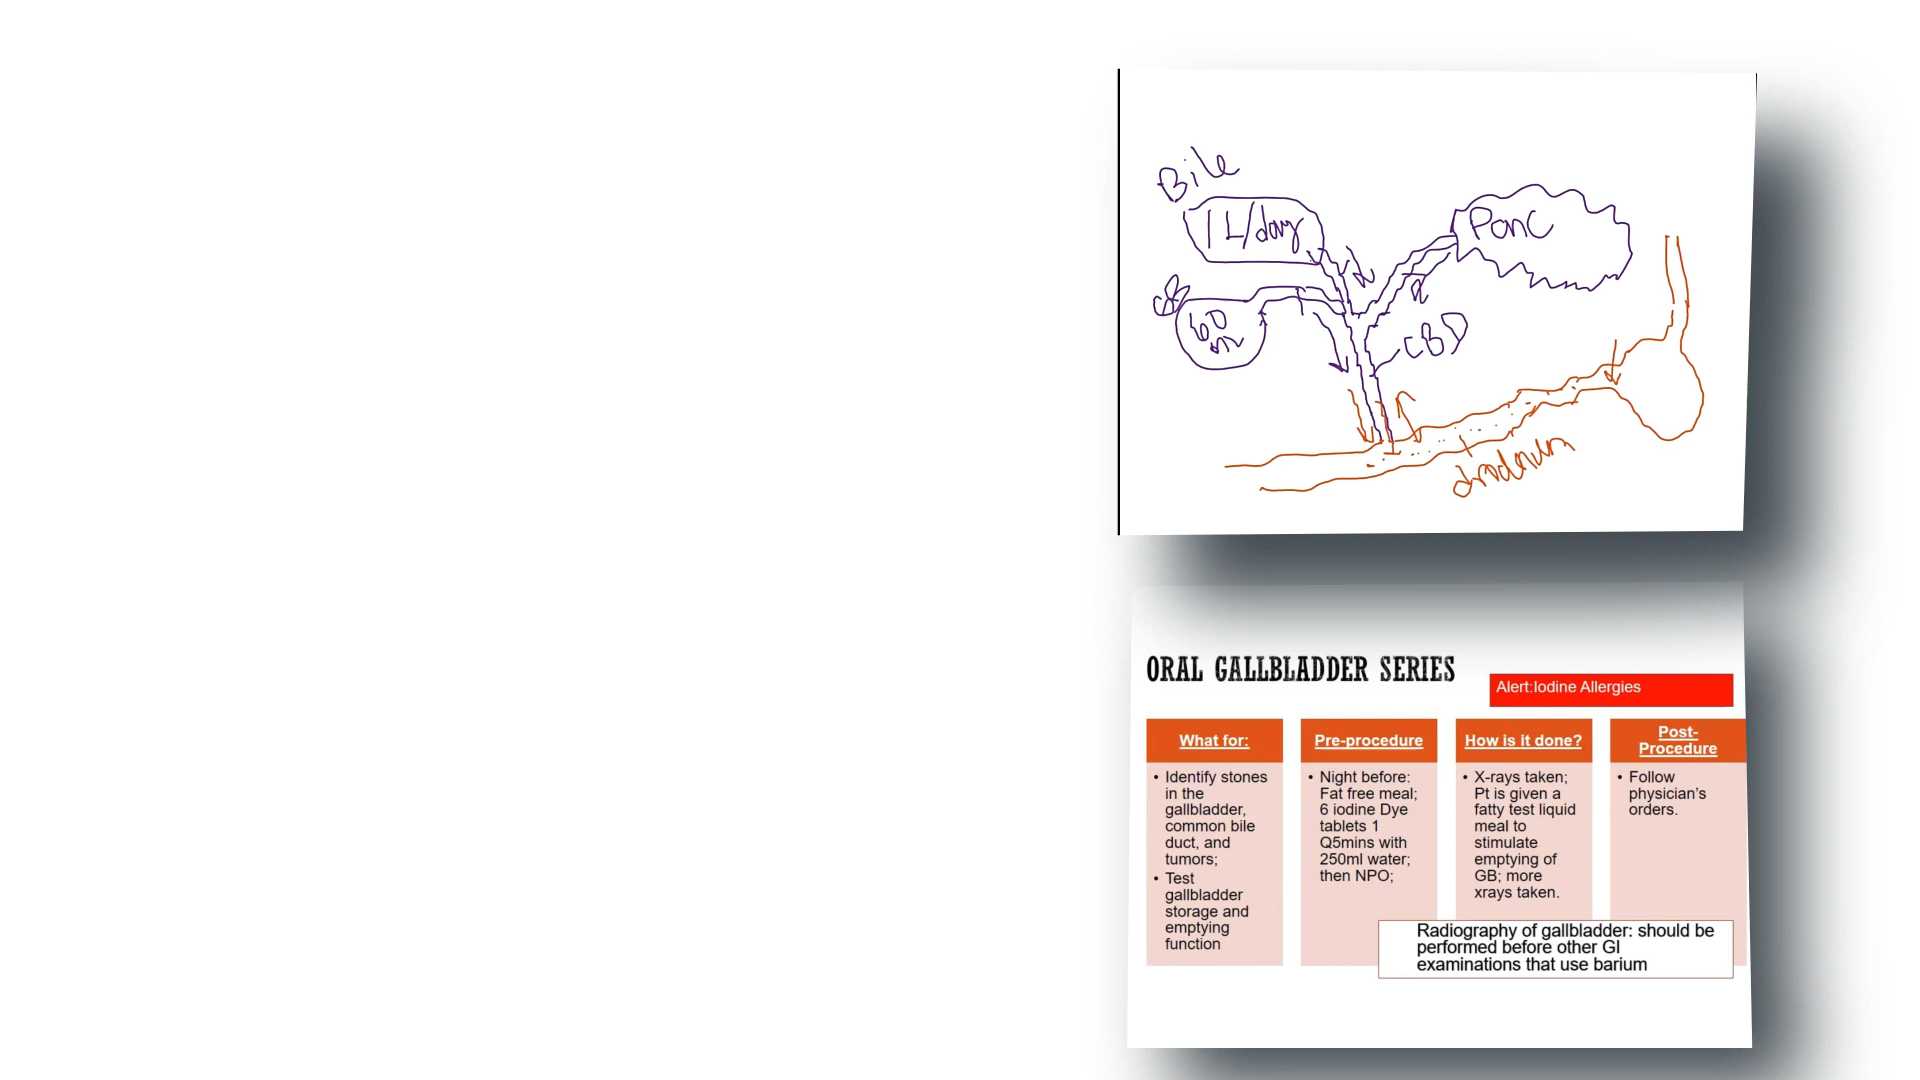 Bile
1 L/day
Panc
GB
60
CBD
ORAL GALLBLADDER SERIES
Alert:Iodine Allergies
What for:
• Identify stones
in the
gallbladder,
common bile
duct, and
tumors;
• Test
gallbladder
storage and
emptying
function
Pre-procedure
• Night before:
Fat free meal;
6 iodine Dye
tablets 1
Q5mins with
250ml water;
then NPO;
How is it done?
• X-rays taken;
Pt is given a
fatty test liquid
meal to
stimulate
emptying of
GB; more
xrays taken.
Post-
Procedure
• Follow
physician’s
orders.
Radiography of gallbladder: should be
performed before other GI
examinations that use barium